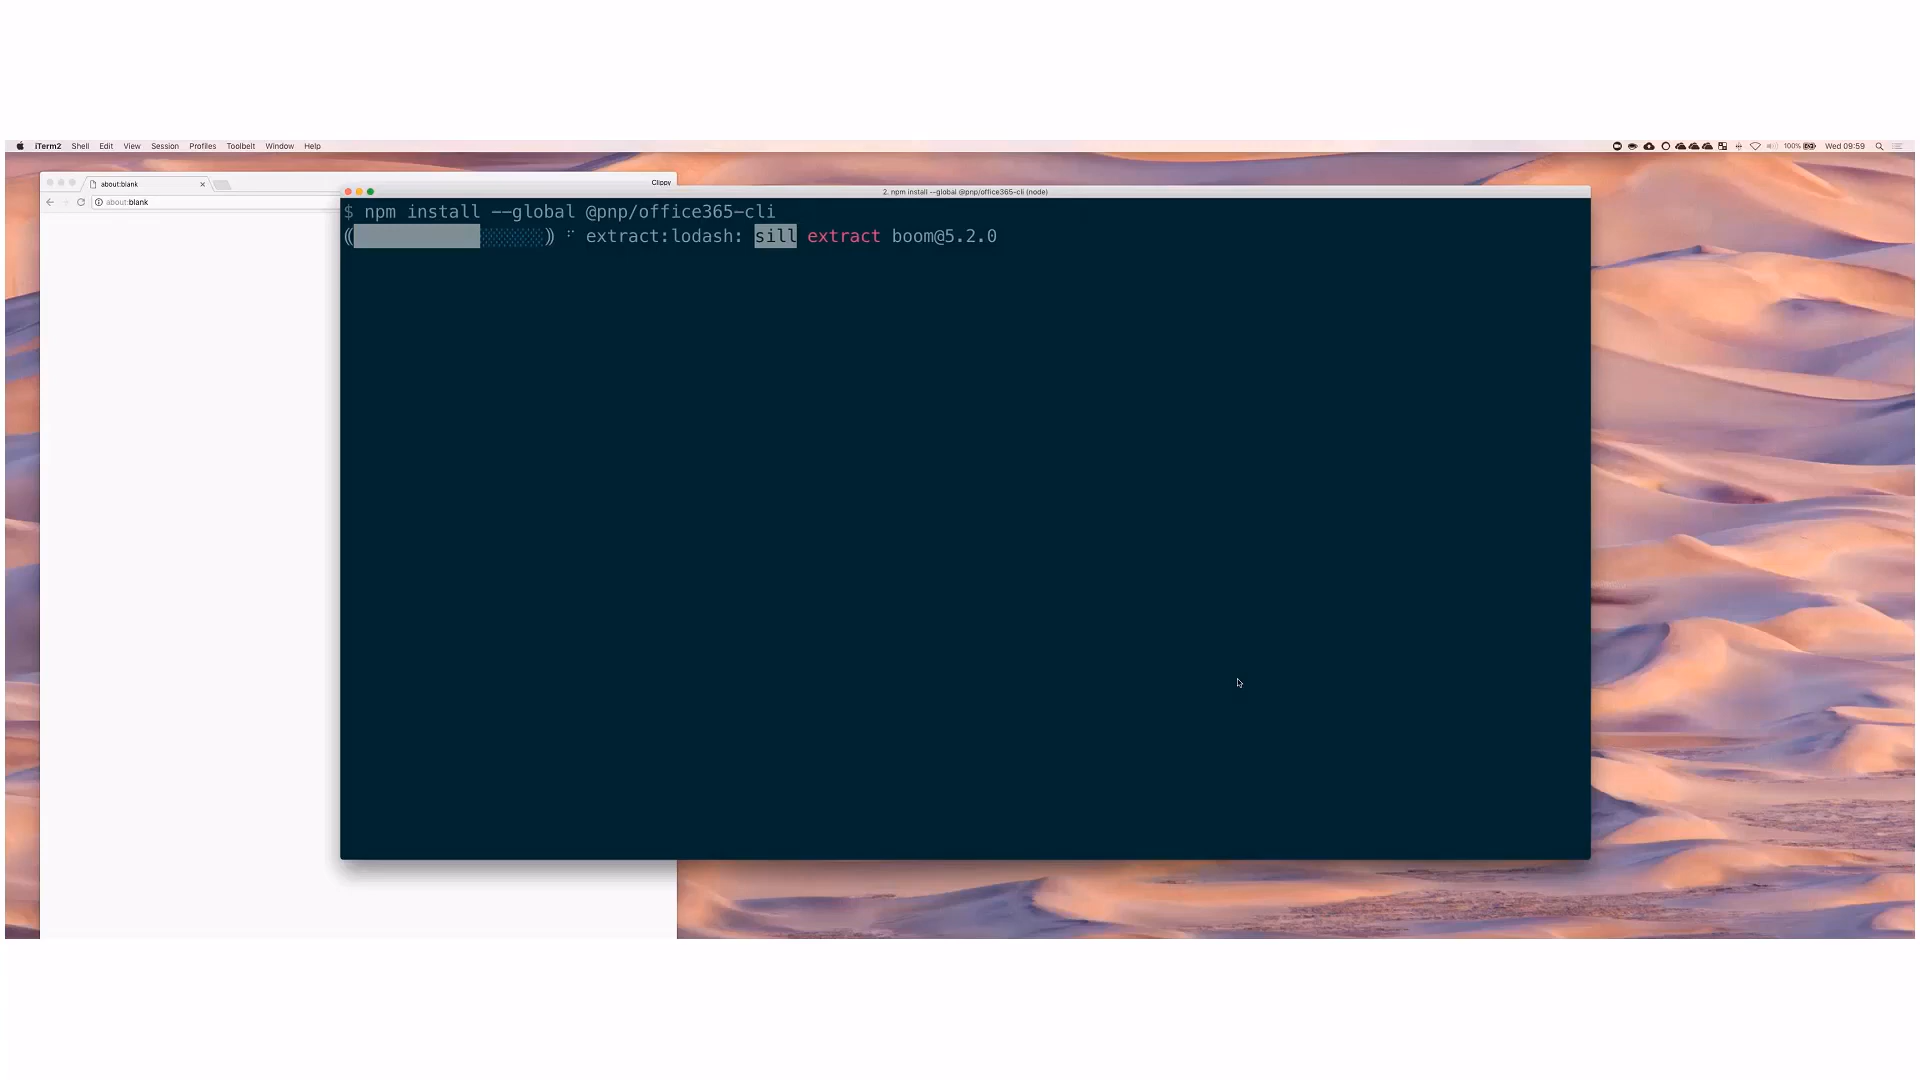 iTerm2 Shell Edit View Session Profiles Toolbelt Window Help
100% Wed 09:59
about:blank
Clippy
about:blank
2. npm install --global @pnp/office365-cli (node)
$ npm install --global @pnp/office365-cli
extract:lodash: sill extract boom@5.2.0